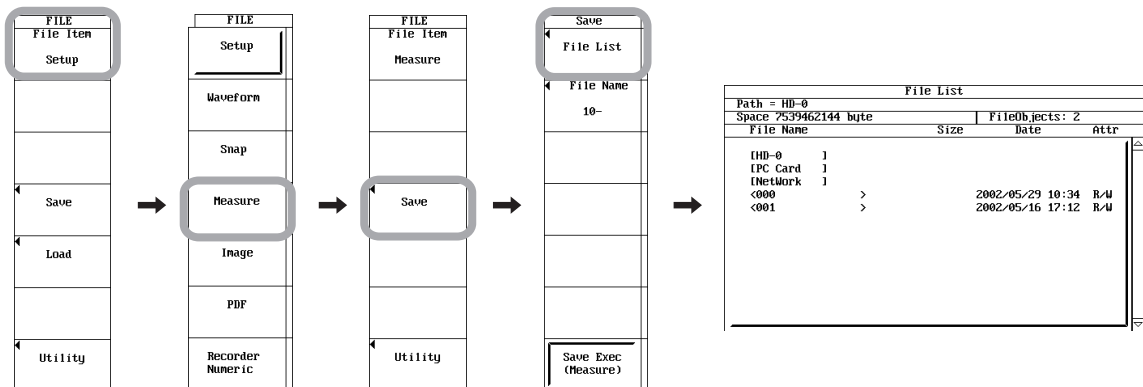 FILE
File Item
Setup
Save
Load
Utility
FILE
Setup
Waveform
Snap
Measure
Image
PDF
Recorder
Numeric
FILE
File Item
Measure
Save
Utility
Save
File List
File Name
10-
Save Exec
(Measure)
File List
Path = HD-0
Space 7539462144 byte FileObjects: 2
File Name Size Date Attr
[HD-0 ]
[PC Card ]
[NetWork ]
<000 > 2002/05/29 10:34 R/W
<001 > 2002/05/16 17:12 R/W